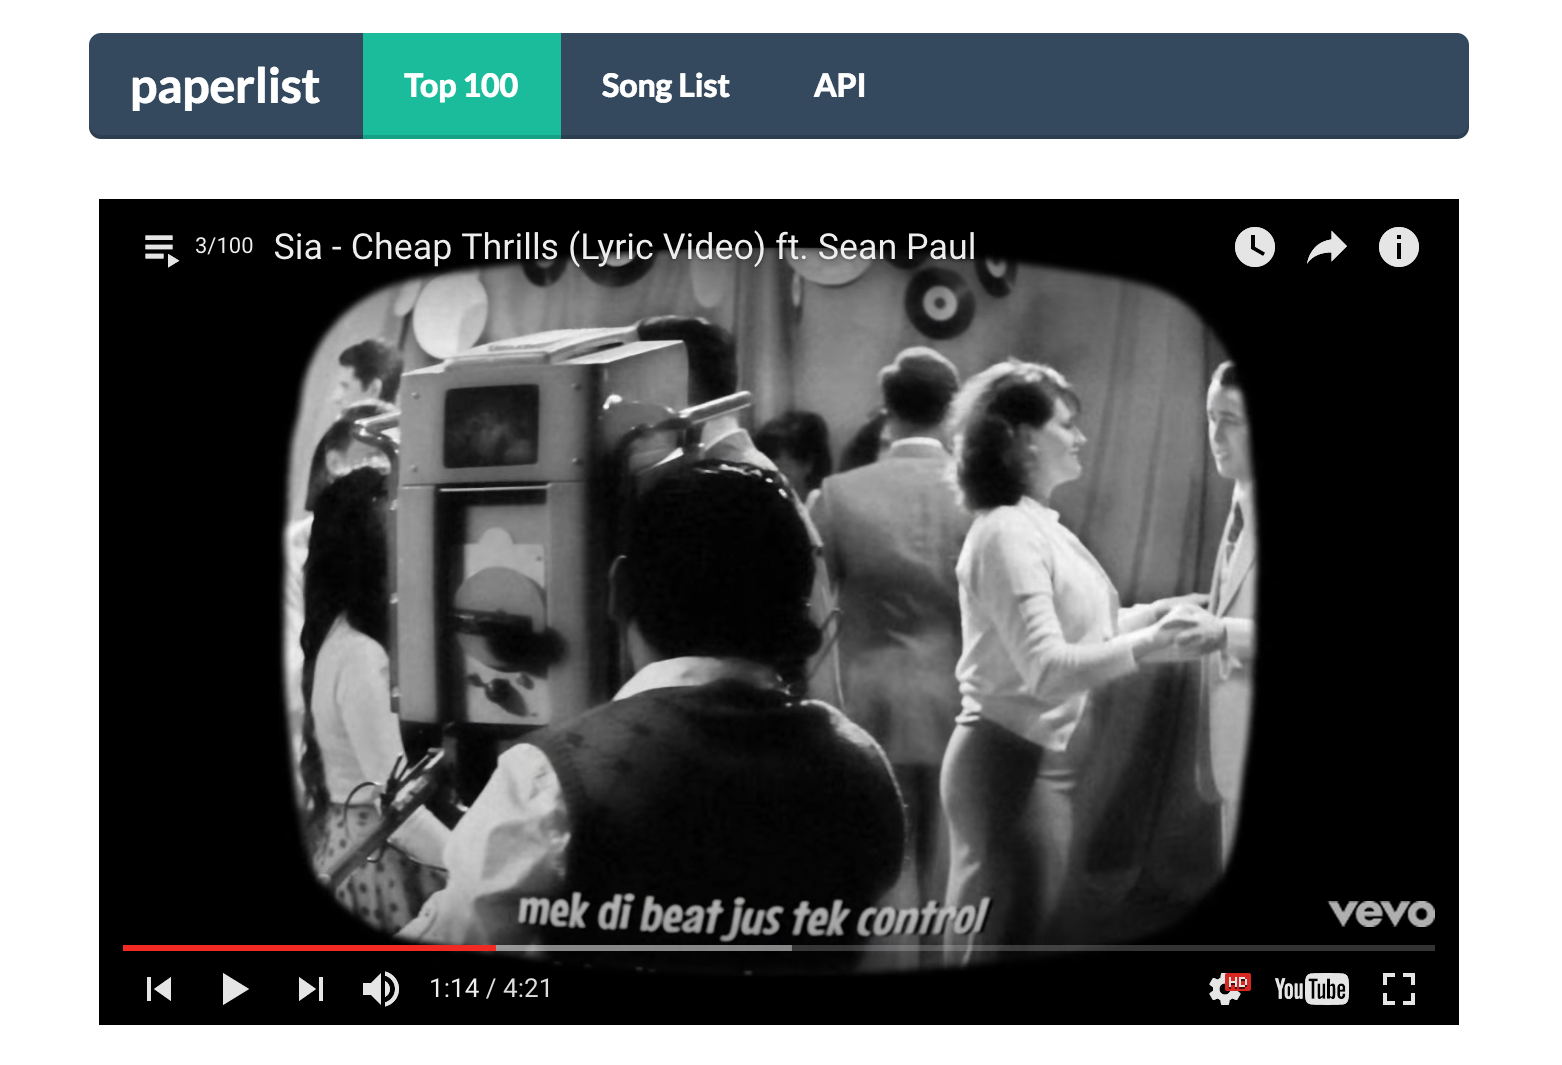 paperlist Top 100 Song List API
3/100 Sia - Cheap Thrills (Lyric Video) ft. Sean Paul
mek di beat jus tek control
vevo
1:14 / 4:21 HD YouTube